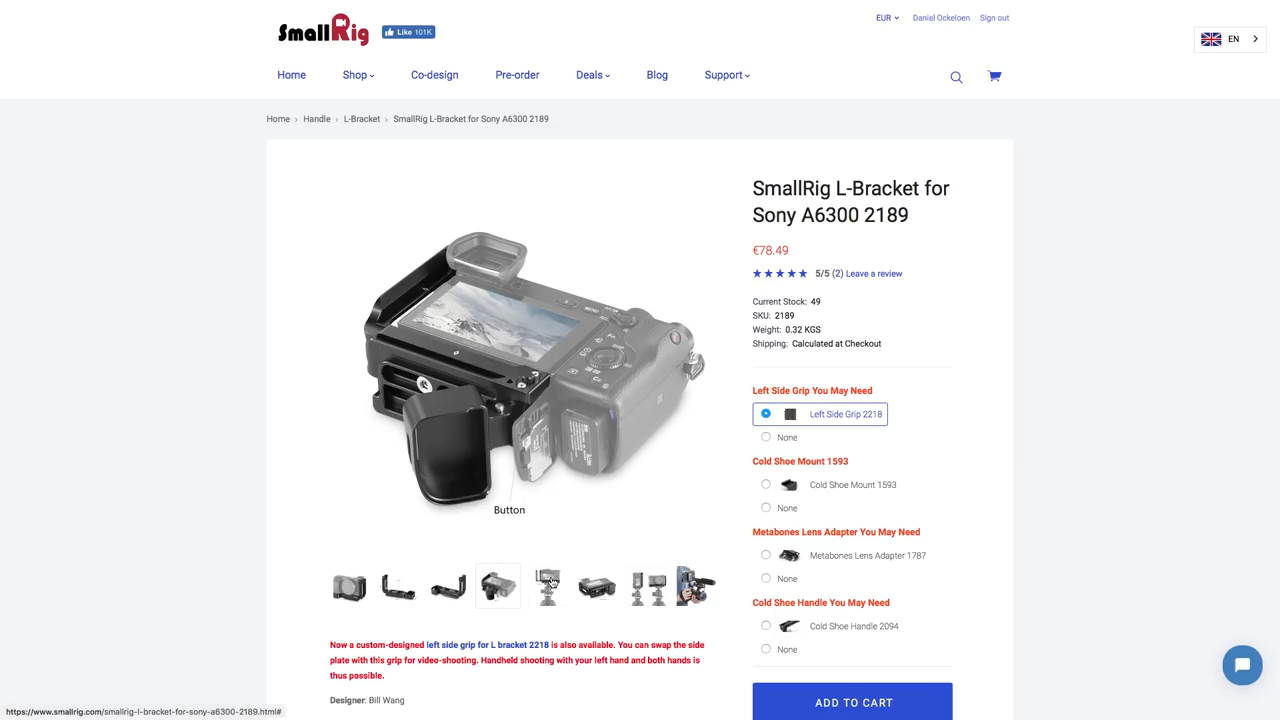 SmallRig
Like 101K
EUR
Daniel Ockeloen
Sign out
EN
Home
Shop
Co-design
Pre-order
Deals
Blog
Support
Home › Handle › L-Bracket › SmallRig L-Bracket for Sony A6300 2189
SmallRig L-Bracket for
Sony A6300 2189
€78.49
5/5 (2) Leave a review
Current Stock: 49
SKU: 2189
Weight: 0.32 KGS
Shipping: Calculated at Checkout
Left Side Grip You May Need
Left Side Grip 2218
None
Cold Shoe Mount 1593
Cold Shoe Mount 1593
None
Metabones Lens Adapter You May Need
Metabones Lens Adapter 1787
None
Cold Shoe Handle You May Need
Cold Shoe Handle 2094
None
ADD TO CART
MENU
Button
Now a custom-designed left side grip for L bracket 2218 is also available. You can swap the side
plate with this grip for video-shooting. Handheld shooting with your left hand and both hands is
thus possible.
Designer: Bill Wang
https://www.smallrig.com/smallrig-l-bracket-for-sony-a6300-2189.html#